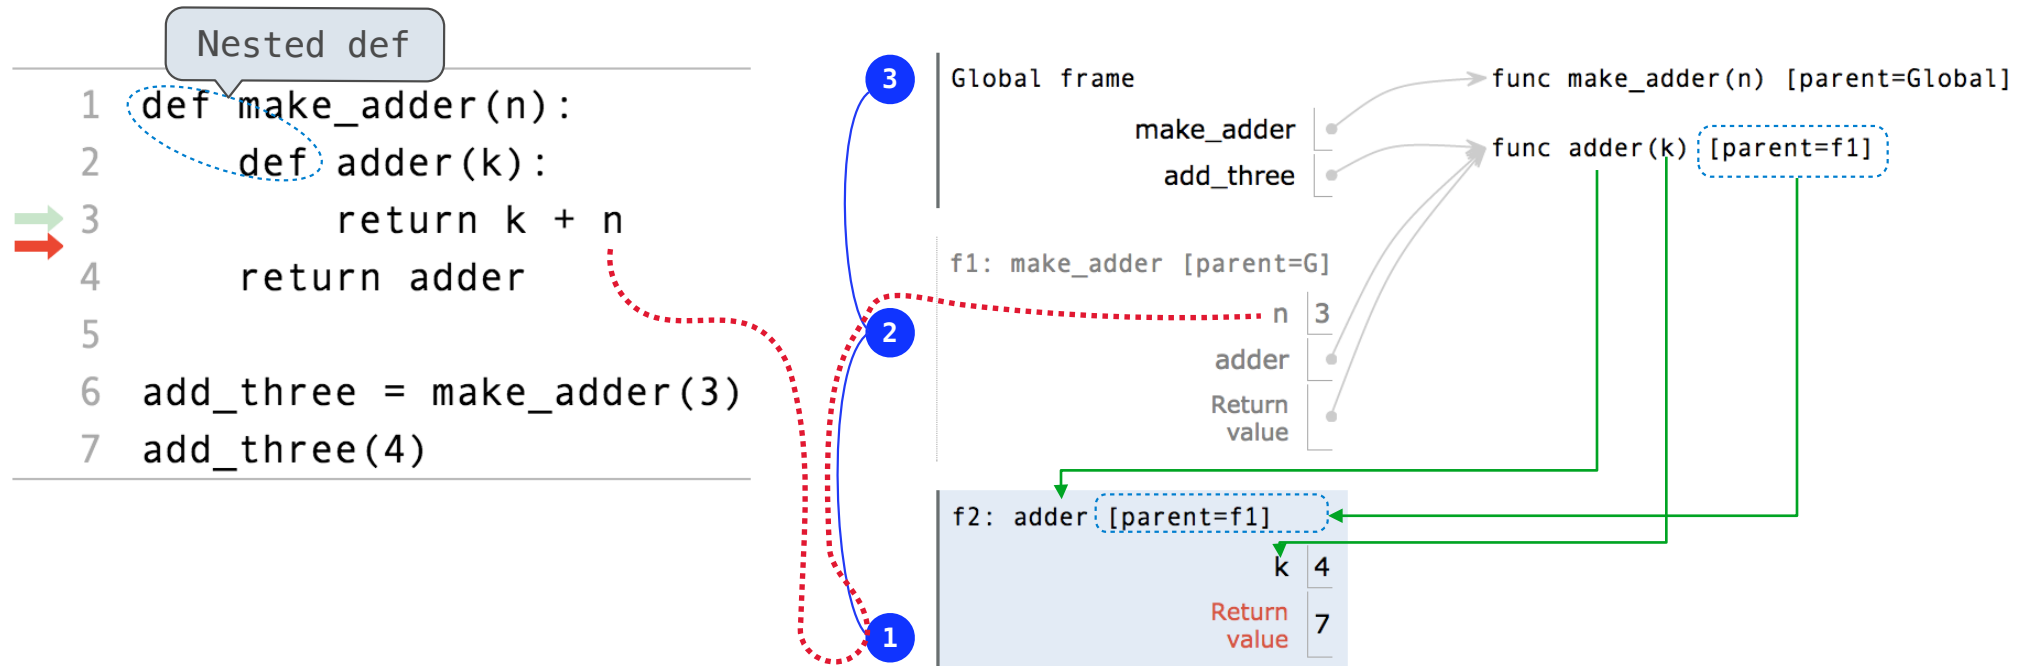 Nested def
1 def make_adder(n):
2     def adder(k):
3         return k + n
4     return adder
5
6 add_three = make_adder(3)
7 add_three(4)
3
2
1
Global frame
make_adder
add_three
func make_adder(n) [parent=Global]
func adder(k) [parent=f1]
f1: make_adder [parent=G]
n 3
adder
Return
value
f2: adder [parent=f1]
k 4
Return
value 7